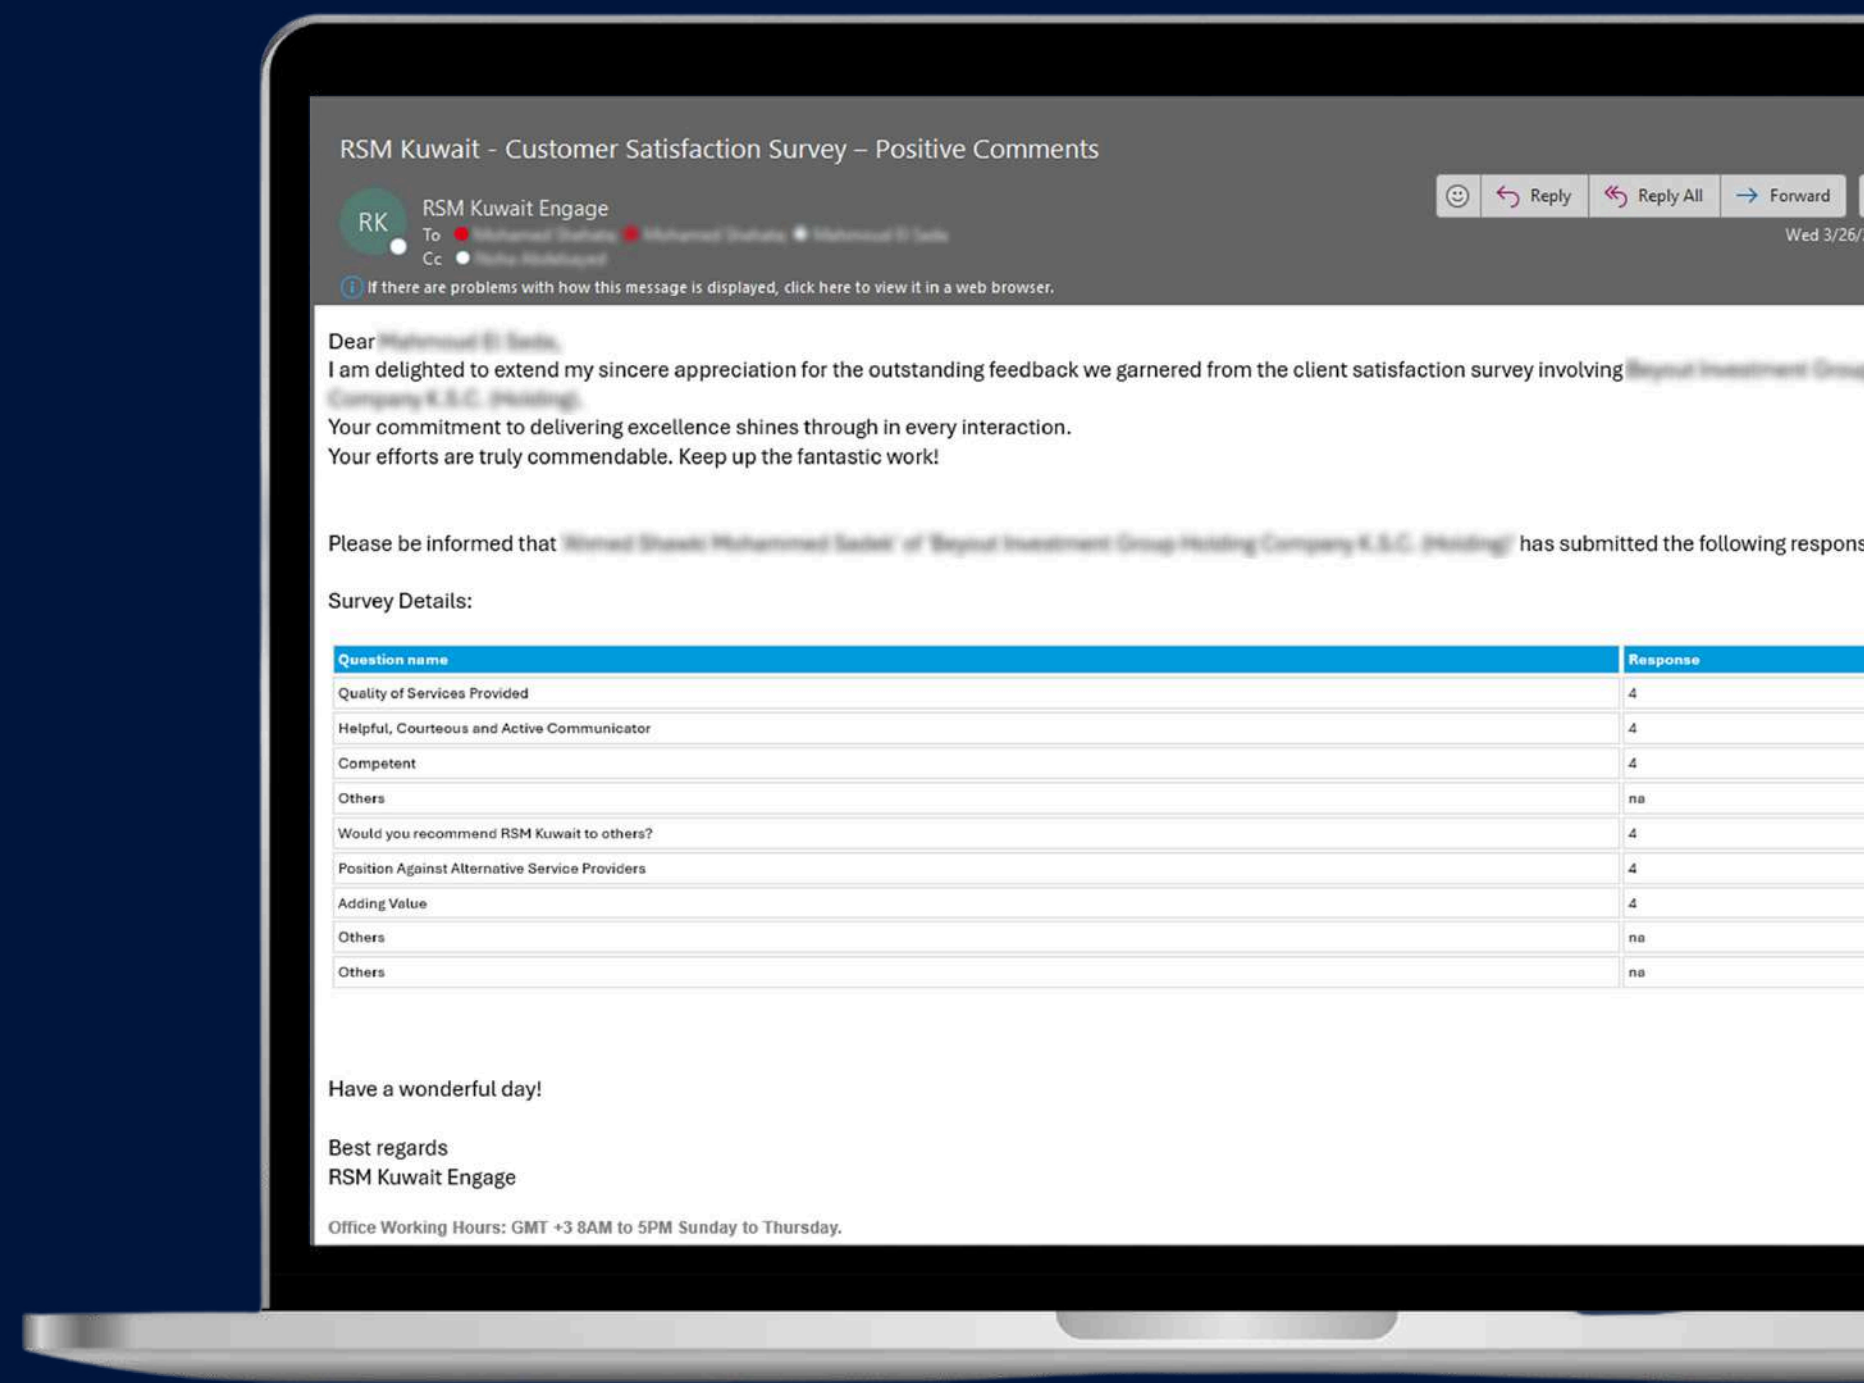 RSM Kuwait - Customer Satisfaction Survey – Positive Comments
RK
RSM Kuwait Engage
To
Cc
Reply
Reply All
Forward
Wed 3/26/
If there are problems with how this message is displayed, click here to view it in a web browser.
Dear
I am delighted to extend my sincere appreciation for the outstanding feedback we garnered from the client satisfaction survey involving
Your commitment to delivering excellence shines through in every interaction.
Your efforts are truly commendable. Keep up the fantastic work!
Please be informed that has submitted the following respons
Survey Details:
Question name Response
Quality of Services Provided 4
Helpful, Courteous and Active Communicator 4
Competent 4
Others na
Would you recommend RSM Kuwait to others? 4
Position Against Alternative Service Providers 4
Adding Value 4
Others na
Others na
Have a wonderful day!
Best regards
RSM Kuwait Engage
Office Working Hours: GMT +3 8AM to 5PM Sunday to Thursday.